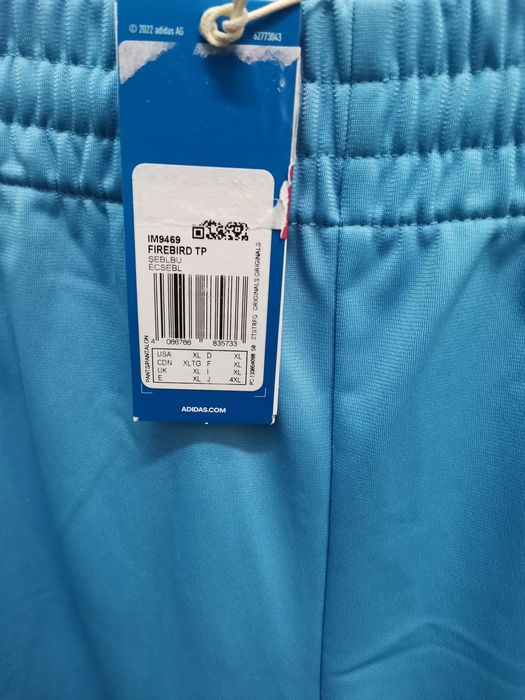 © 2022 adidas AG
62773043
IM9469
FIREBIRD TP
SEBLBU
ECSEBL
4 066766 835733
USA XL D XL
CDN XLTG F XL
UK XL I XL
E XL J 4XL
PANTS/PANTALON
STSTRFG ORIGINALS ORIGINALS
ADIDAS.COM